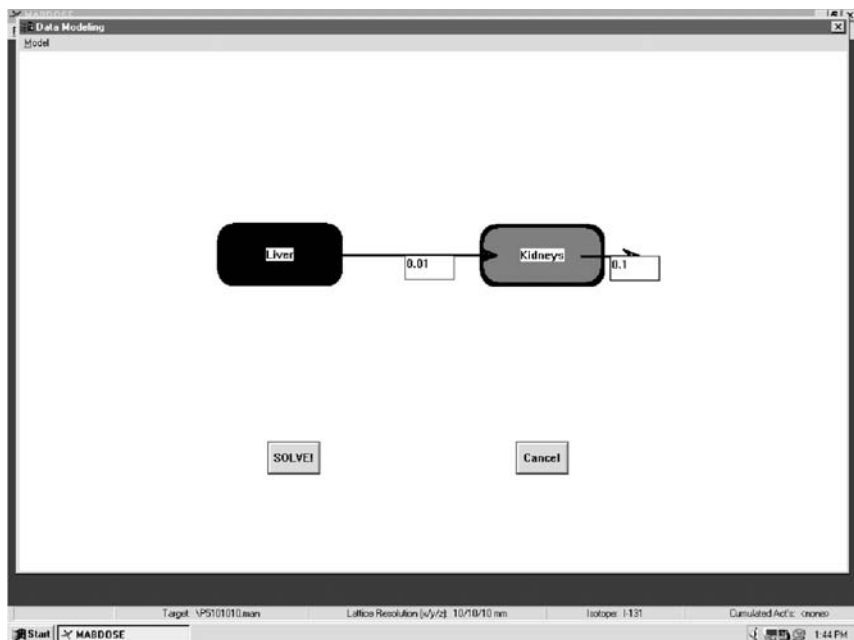 MABDOSE
Data Modeling
Model
Liver
0.01
Kidneys
0.1
SOLVE!
Cancel
Target: \P5101010.man
Lattice Resolution (x/y/z): 10/10/10 mm
Isotope: I-131
Cumulated Act's: <none>
Start
MABDOSE
1:44 PM